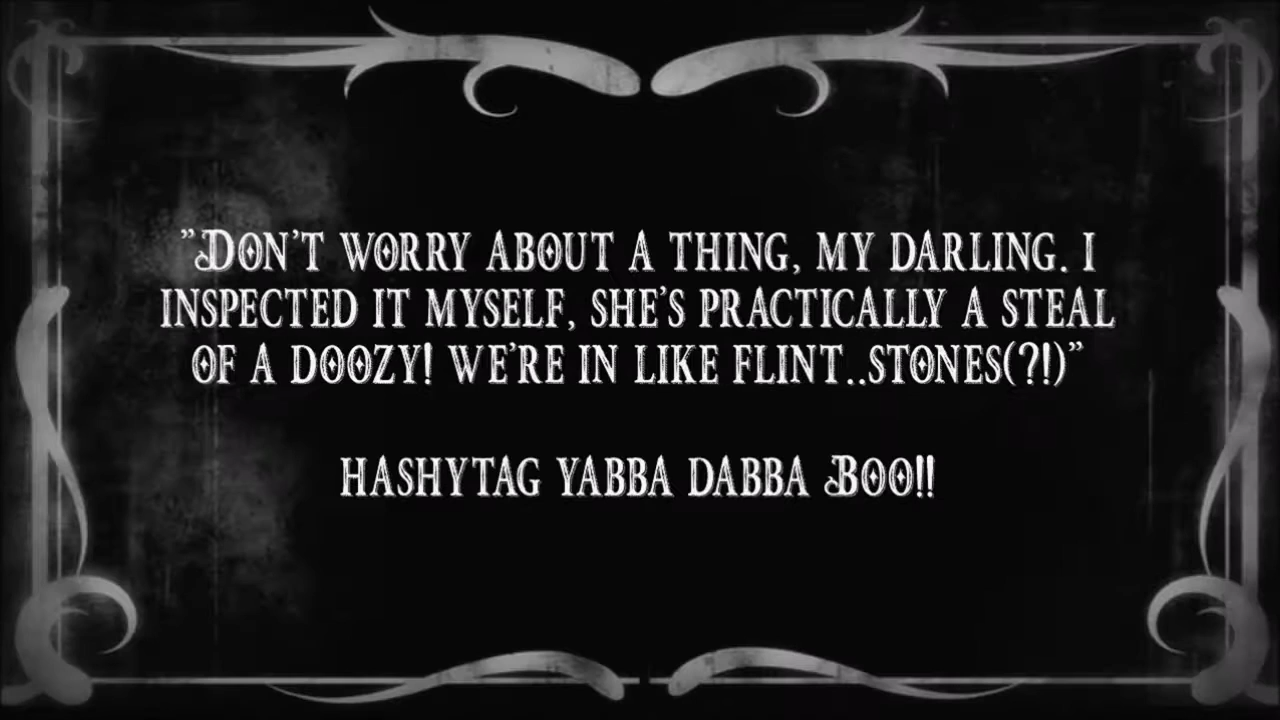 "Don't worry about a thing, my darling. I
inspected it myself, she's practically a steal
of a doozy! We're in like Flint..stones(?!)"
hashytag yabba dabba Boo!!